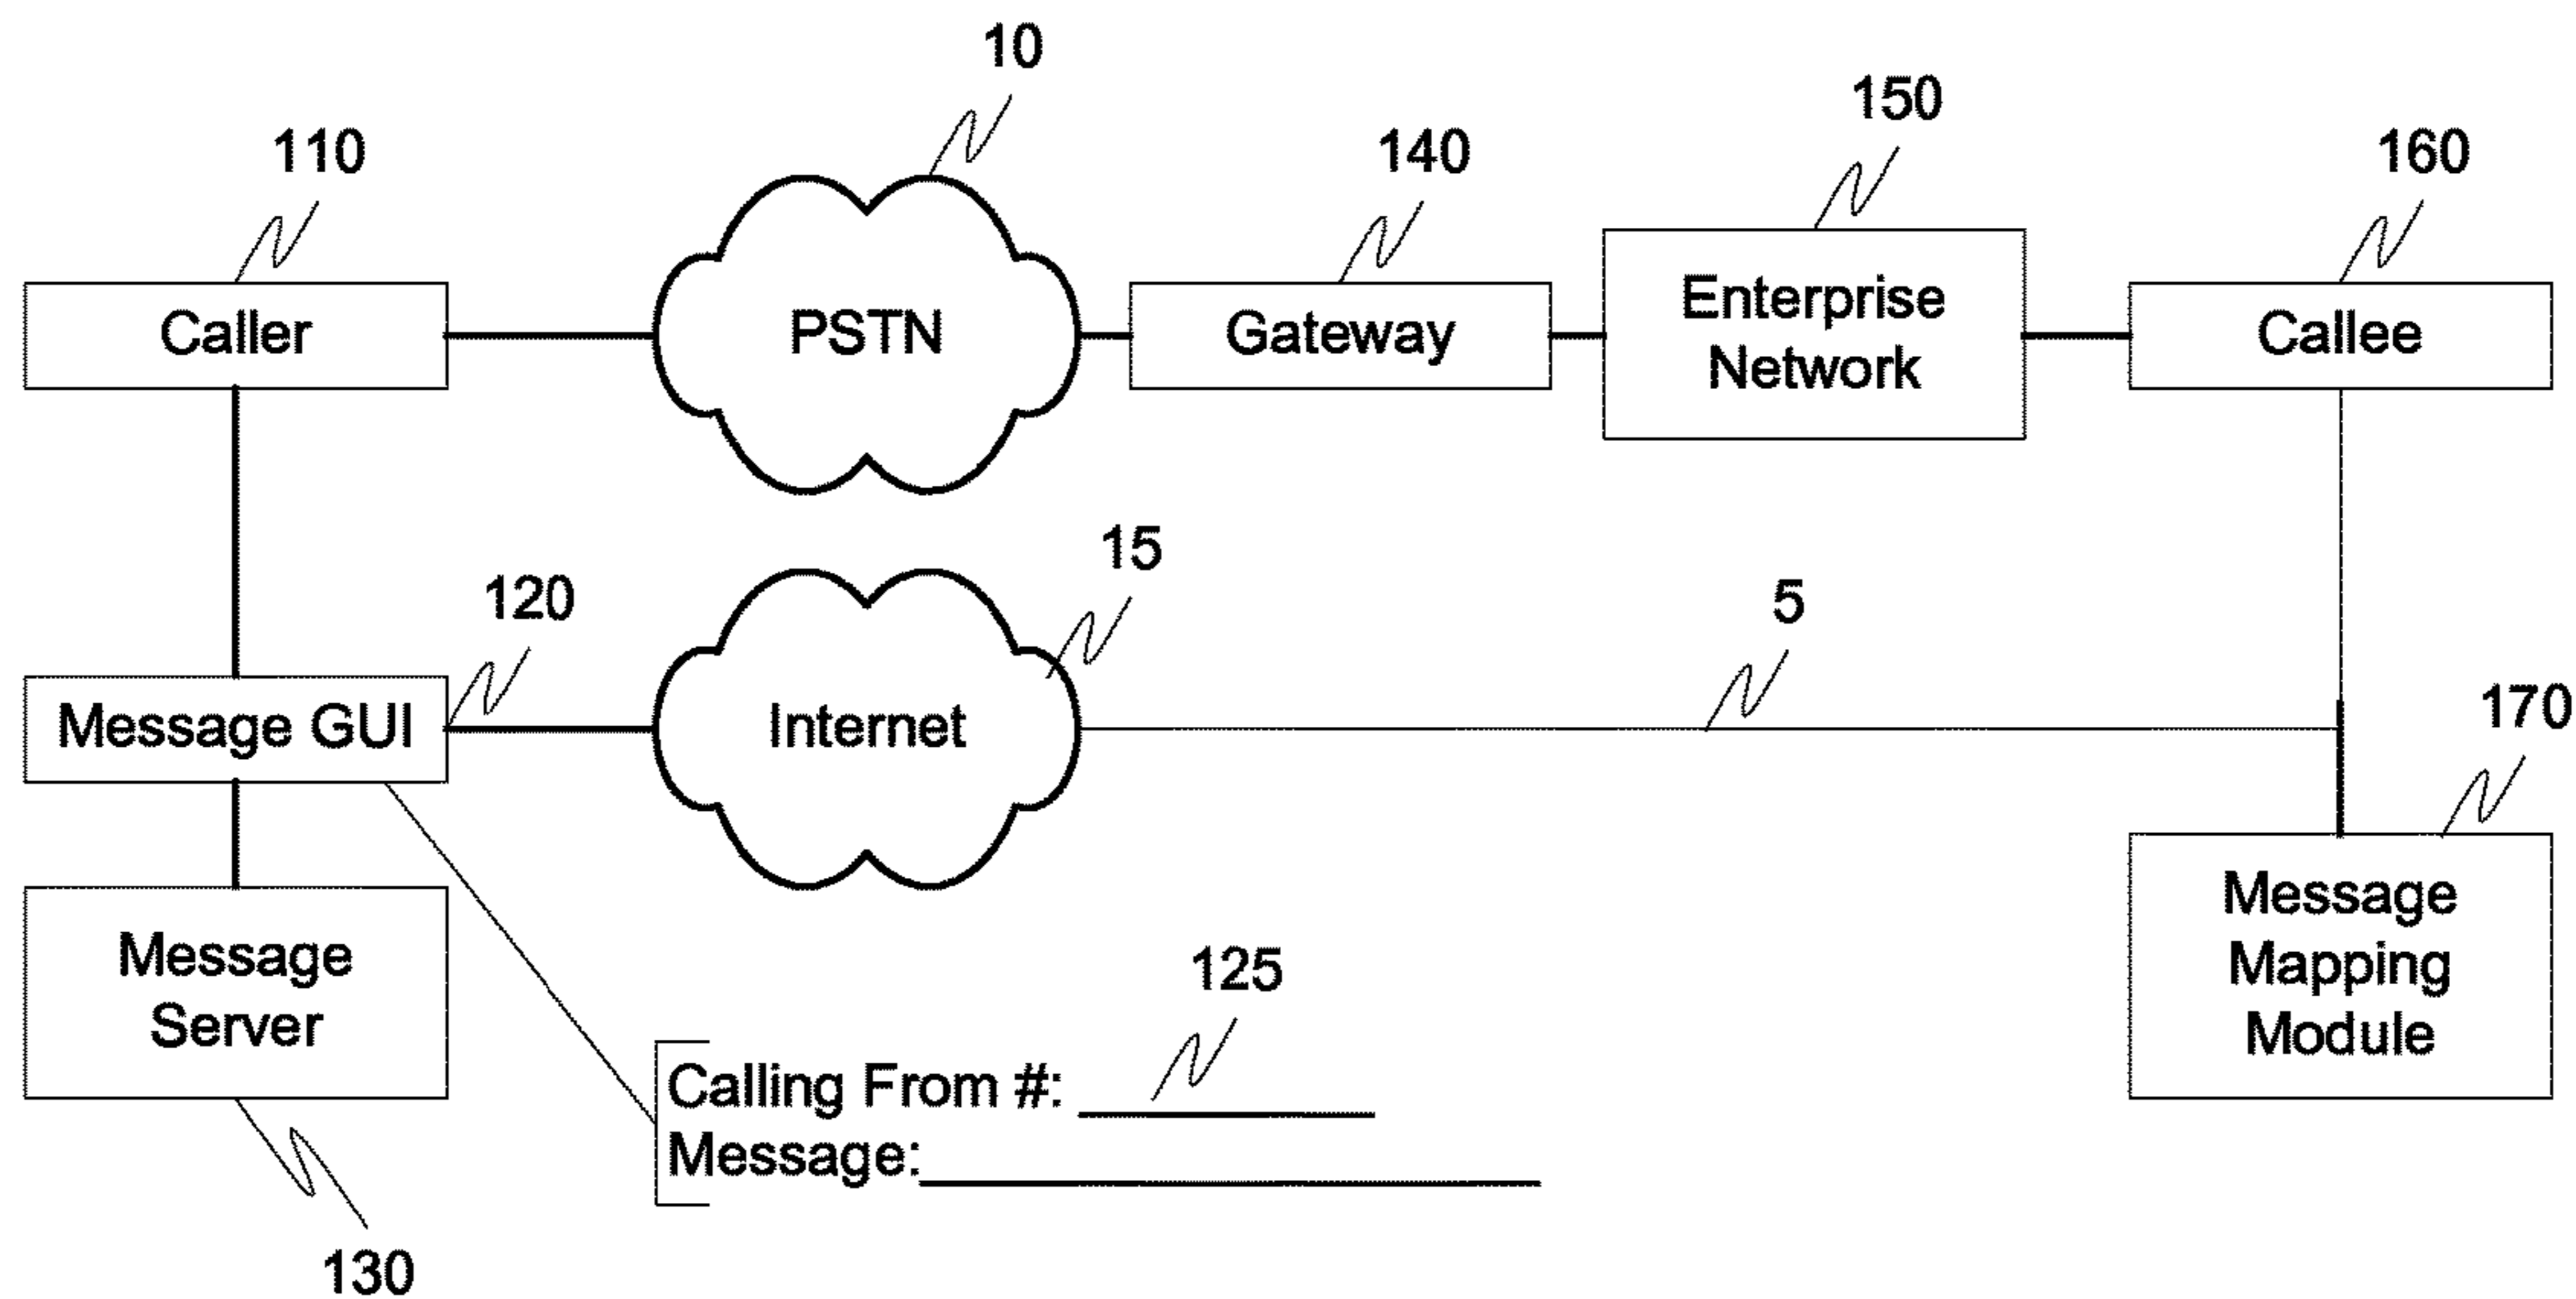 10
150
110
140
160
Caller
PSTN
Gateway
Enterprise
Network
Callee
15
120
5
170
Message GUI
Internet
Message
Server
Message
Mapping
Module
125
Calling From #:
Message:
130